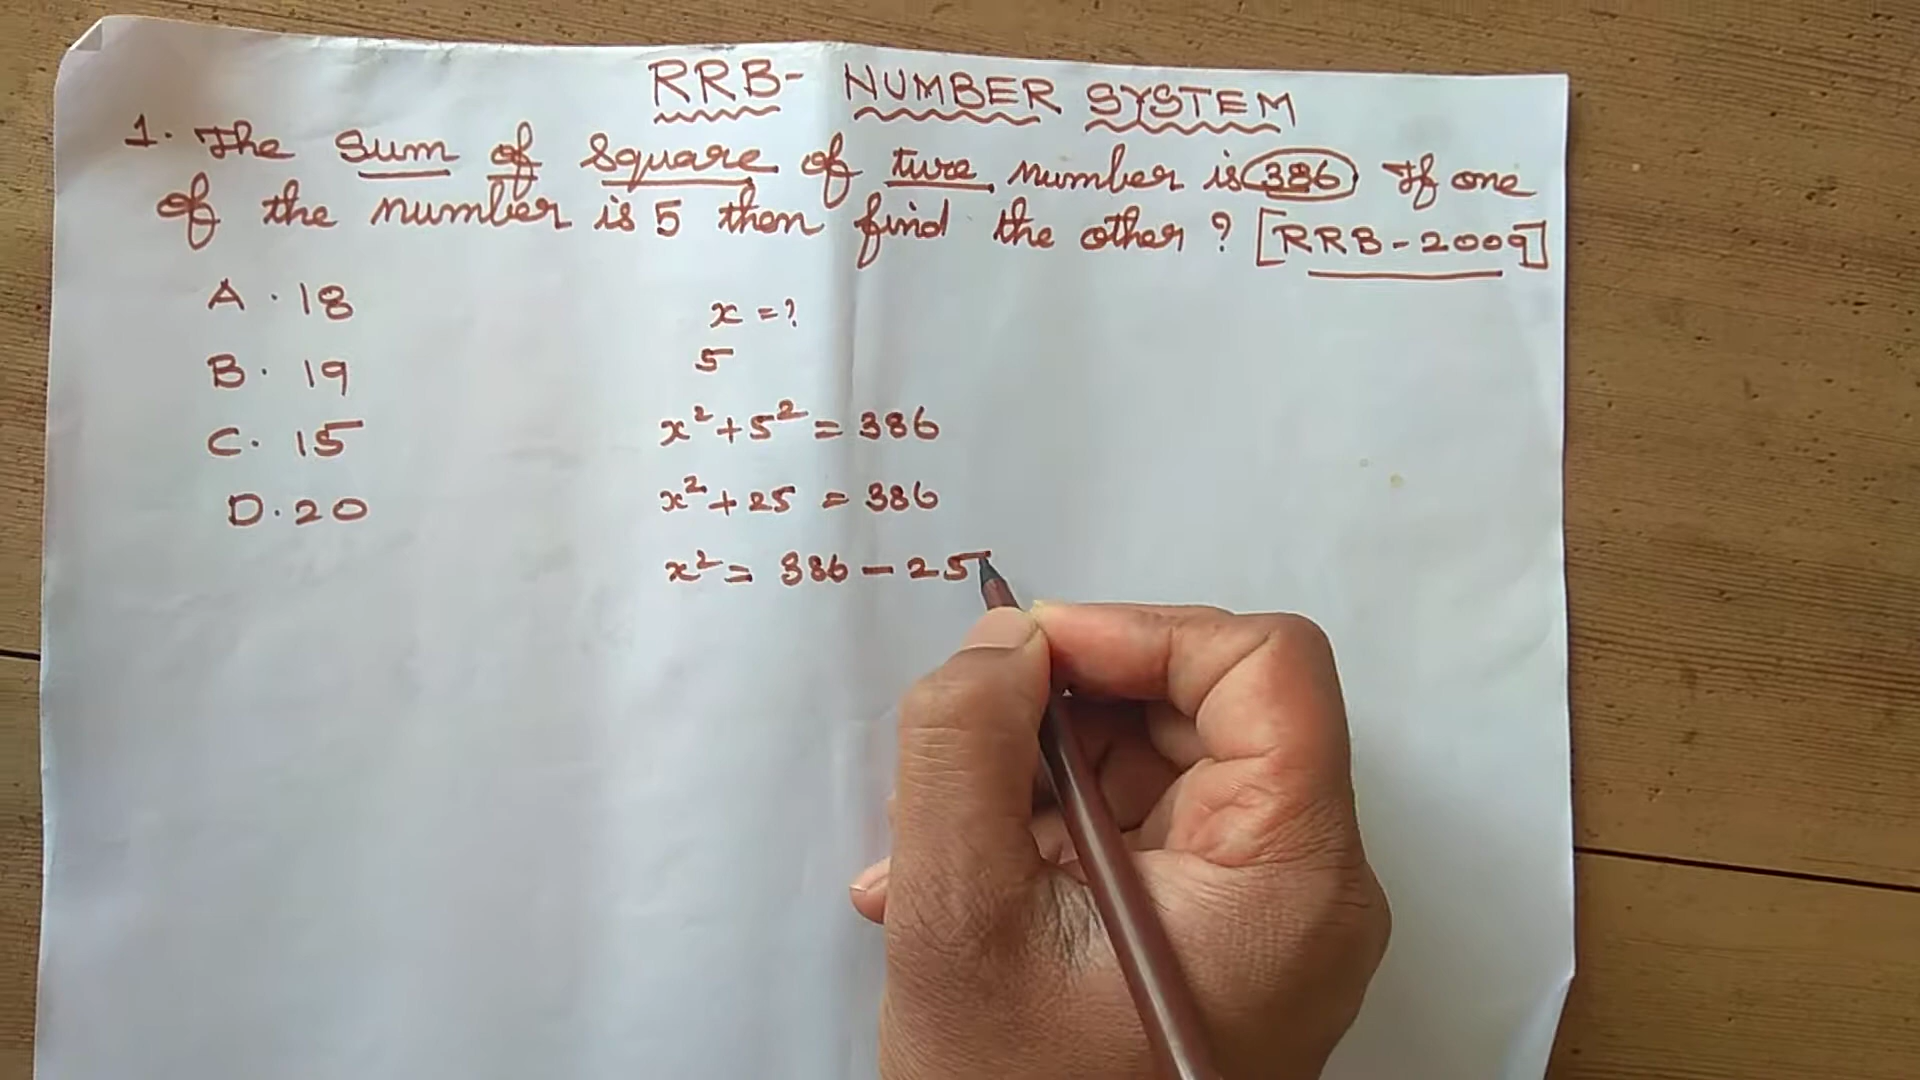 RRB- NUMBER SYSTEM
1. The sum of square of two number is 386 If one
of the number is 5 then find the other ? [RRB-2009]
A. 18
B. 19
C. 15
D. 20
x = ?
5
x² + 5² = 386
x² + 25 = 386
x² = 386 - 25